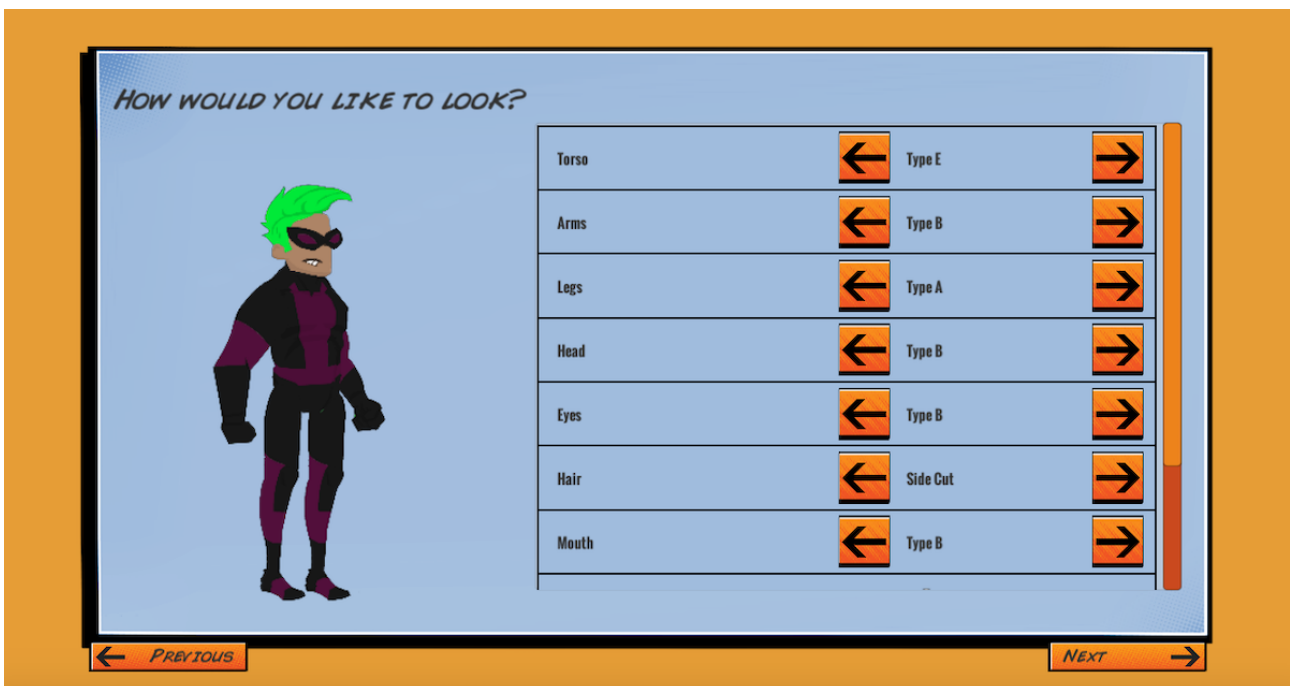 HOW WOULD YOU LIKE TO LOOK?
Torso Type E
Arms Type B
Legs Type A
Head Type B
Eyes Type B
Hair Side Cut
Mouth Type B
PREVIOUS
NEXT